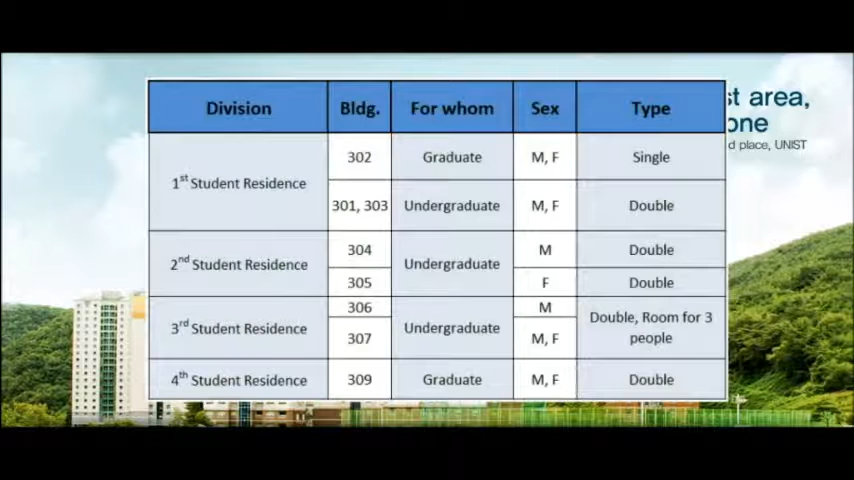 st area,
one
d place, UNIST
Division Bldg. For whom Sex Type
1st Student Residence 302 Graduate M, F Single
301, 303 Undergraduate M, F Double
2nd Student Residence 304 Undergraduate M Double
305 F Double
3rd Student Residence 306 Undergraduate M Double, Room for 3 people
307 M, F
4th Student Residence 309 Graduate M, F Double